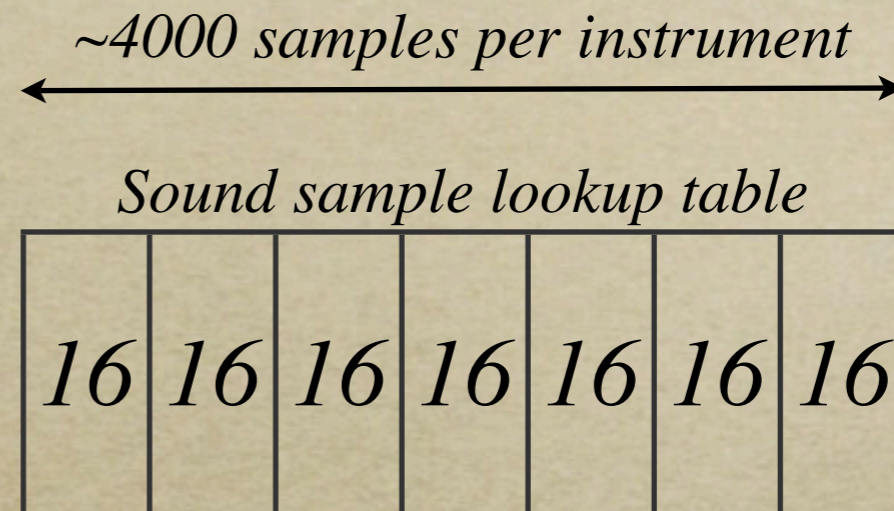 ~4000 samples per instrument
Sound sample lookup table
16 16 16 16 16 16 16